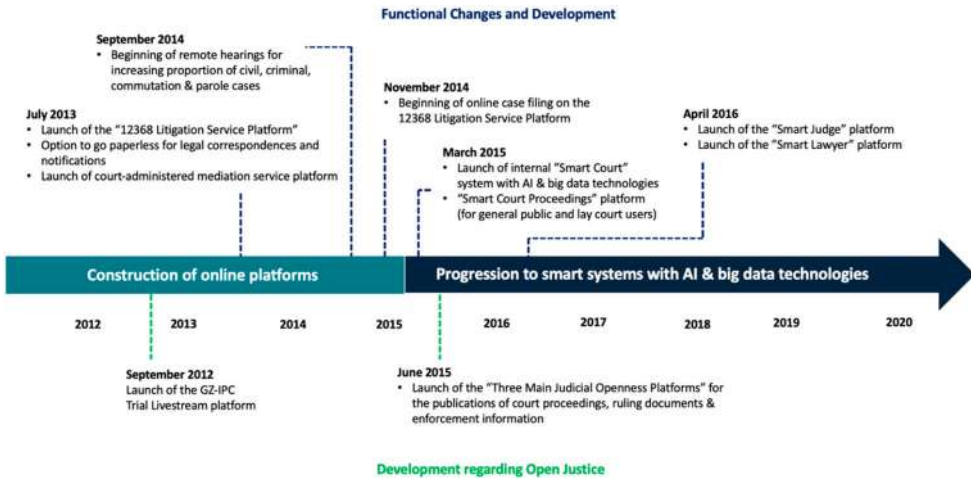 Functional Changes and Development
September 2014
• Beginning of remote hearings for
increasing proportion of civil, criminal,
commutation & parole cases
July 2013
• Launch of the “12368 Litigation Service Platform”
• Option to go paperless for legal correspondences and
notifications
• Launch of court-administered mediation service platform
November 2014
• Beginning of online case filing on the
12368 Litigation Service Platform
March 2015
• Launch of internal “Smart Court”
system with AI & big data technologies
• “Smart Court Proceedings” platform
(for general public and lay court users)
April 2016
• Launch of the “Smart Judge” platform
• Launch of the “Smart Lawyer” platform
Construction of online platforms
Progression to smart systems with AI & big data technologies
2012 2013 2014 2015 2016 2017 2018 2019 2020
September 2012
Launch of the GZ-IPC
Trial Livestream platform
June 2015
• Launch of the “Three Main Judicial Openness Platforms” for
the publications of court proceedings, ruling documents &
enforcement information
Development regarding Open Justice